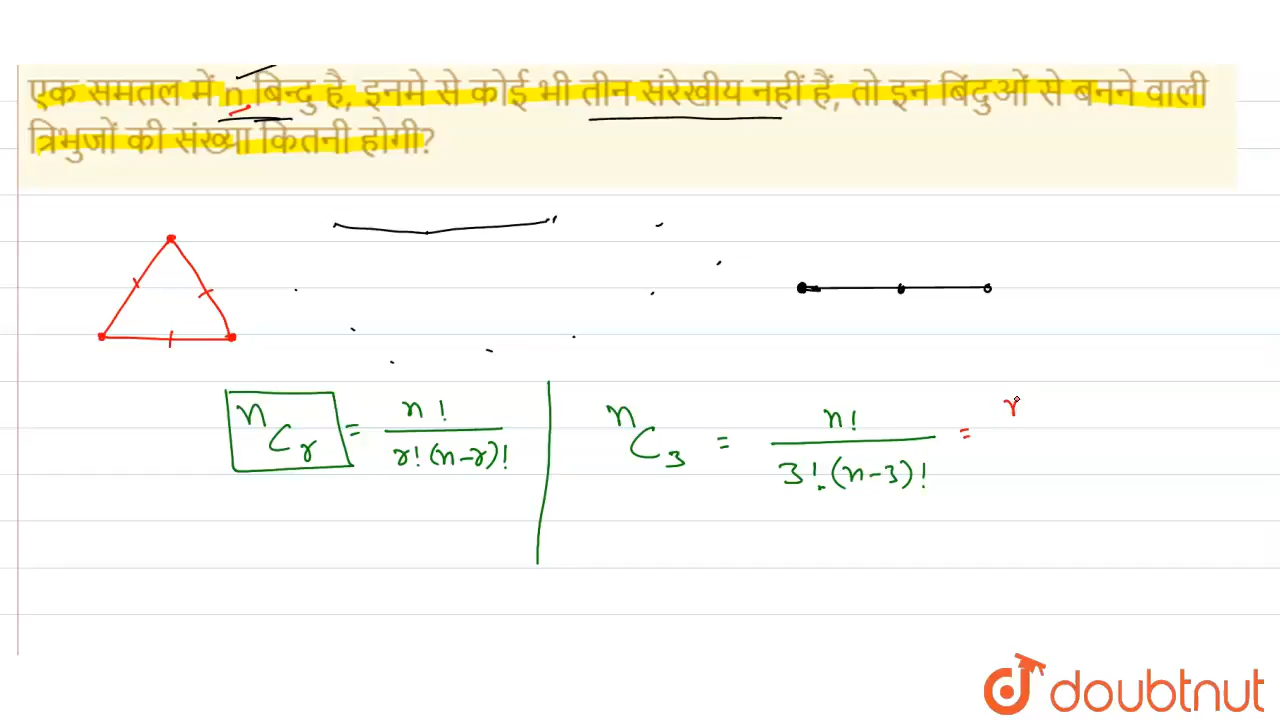 एक समतल में n बिन्दु है, इनमे से कोई भी तीन संरेखीय नहीं हैं, तो इन बिंदुओं से बनने वाली
त्रिभुजों की संख्या कितनी होगी?
nCr = n! / r!(n-r)!
nC3 = n! / 3!.(n-3)! =
doubtnut